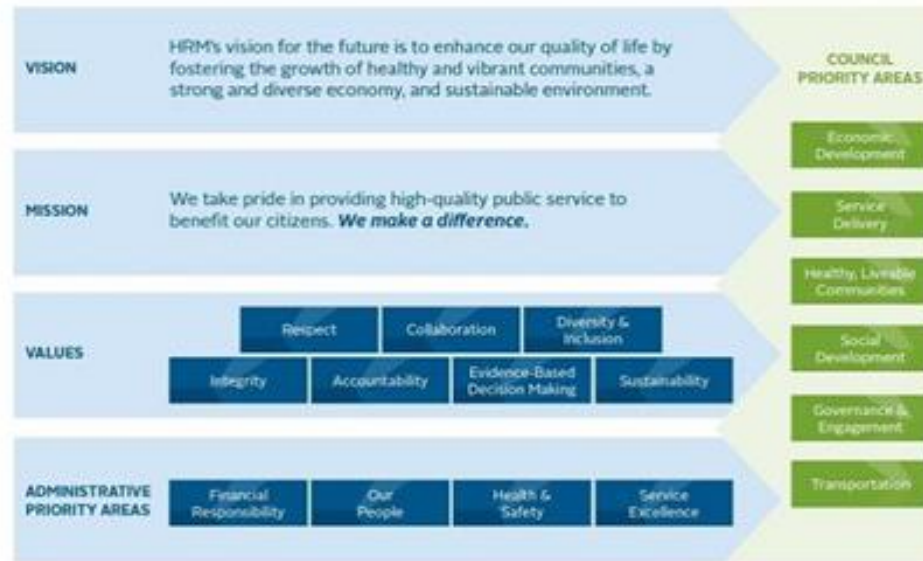 VISION
HRM's vision for the future is to enhance our quality of life by
fostering the growth of healthy and vibrant communities, a
strong and diverse economy, and sustainable environment.
MISSION
We take pride in providing high-quality public service to
benefit our citizens. We make a difference.
VALUES
Respect
Collaboration
Diversity &
Inclusion
Integrity
Accountability
Evidence-Based
Decision Making
Sustainability
ADMINISTRATIVE
PRIORITY AREAS
Financial
Responsibility
Our
People
Health &
Safety
Service
Excellence
COUNCIL
PRIORITY AREAS
Economic
Development
Service
Delivery
Healthy, Liveable
Communities
Social
Development
Governance &
Engagement
Transportation